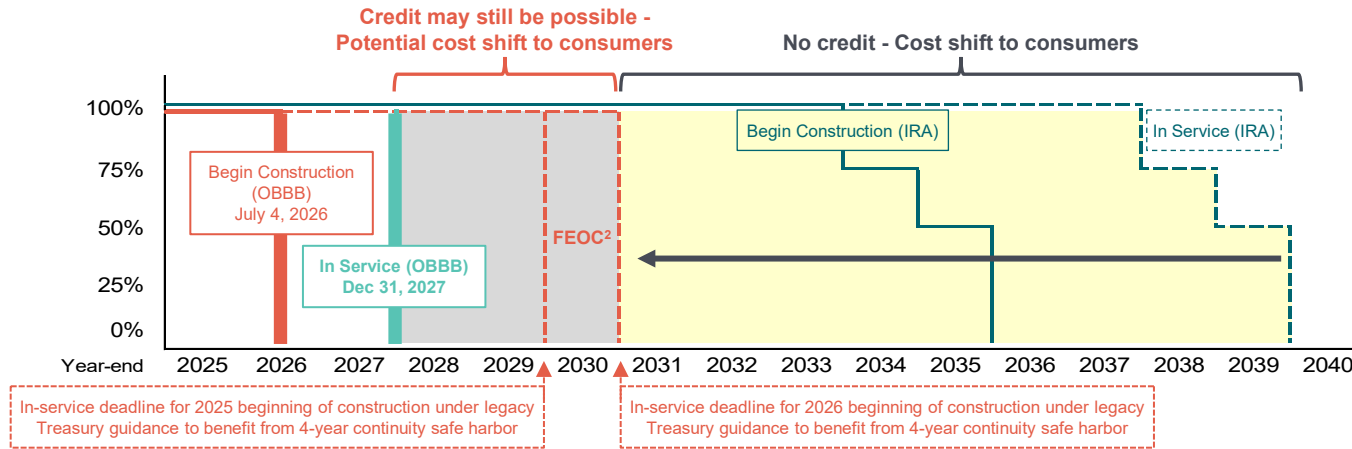 Credit may still be possible -
Potential cost shift to consumers
No credit - Cost shift to consumers
100%
75%
50%
25%
0%
Begin Construction
(OBBB)
July 4, 2026
In Service (OBBB)
Dec 31, 2027
FEOC²
Begin Construction (IRA)
In Service (IRA)
Year-end 2025 2026 2027 2028 2029 2030 2031 2032 2033 2034 2035 2036 2037 2038 2039 2040
In-service deadline for 2025 beginning of construction under legacy
Treasury guidance to benefit from 4-year continuity safe harbor
In-service deadline for 2026 beginning of construction under legacy
Treasury guidance to benefit from 4-year continuity safe harbor